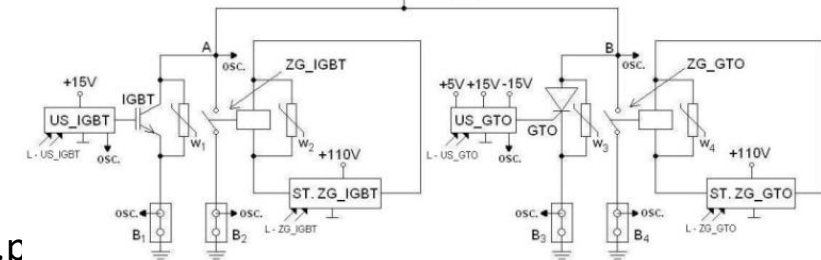 A
osc.
ZG_IGBT
B
osc.
ZG_GTO
+15V
IGBT
+5V +15V -15V
US_IGBT
US_GTO
GTO
L - US_IGBT
osc.
w1
w2
L - US_GTO
osc.
w3
w4
+110V
+110V
ST. ZG_IGBT
ST. ZG_GTO
osc.
osc.
osc.
osc.
L - ZG_IGBT
L - ZG_GTO
B1
B2
B3
B4
.p